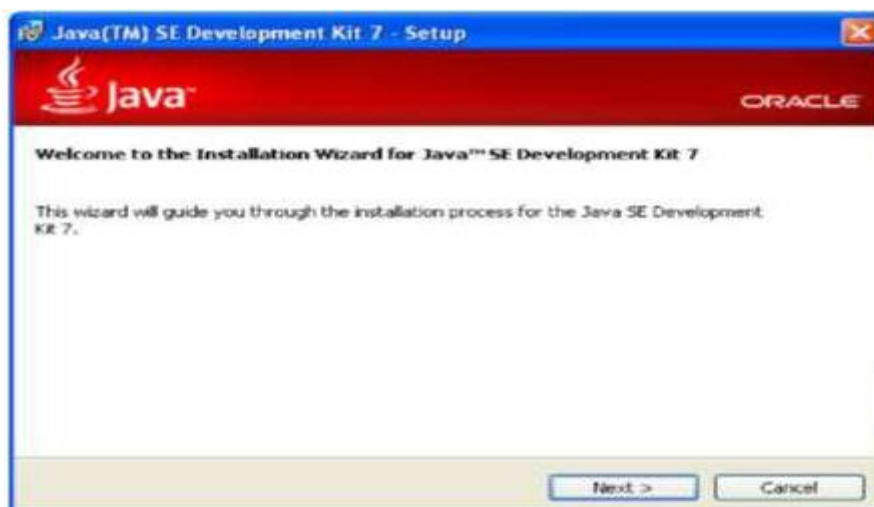 Java(TM) SE Development Kit 7 - Setup
Java™
ORACLE
Welcome to the Installation Wizard for Java™ SE Development Kit 7
This wizard will guide you through the installation process for the Java SE Development
Kit 7.
Next >
Cancel